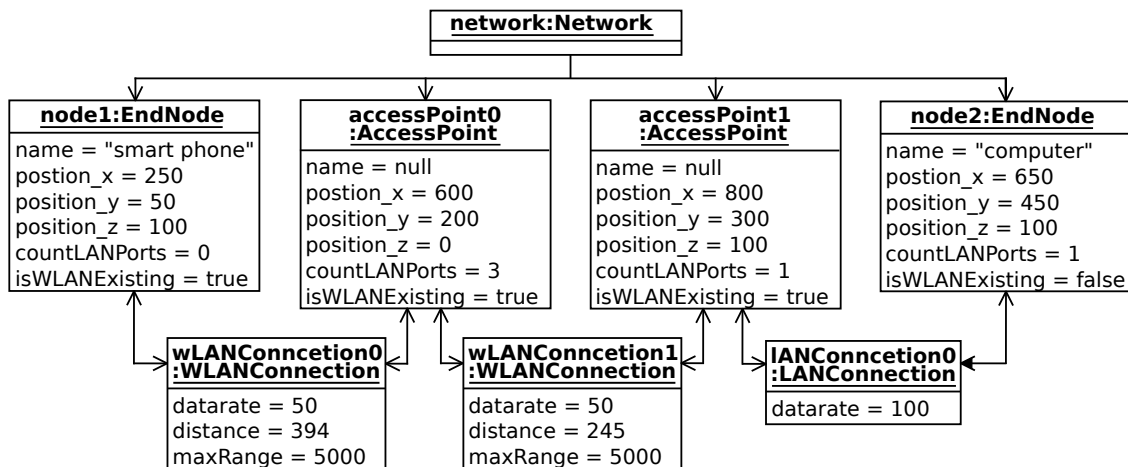 network:Network
node1:EndNode
name = "smart phone"
postion_x = 250
position_y = 50
position_z = 100
countLANPorts = 0
isWLANExisting = true
accessPoint0
:AccessPoint
name = null
postion_x = 600
position_y = 200
position_z = 0
countLANPorts = 3
isWLANExisting = true
accessPoint1
:AccessPoint
name = null
postion_x = 800
position_y = 300
position_z = 100
countLANPorts = 1
isWLANExisting = true
node2:EndNode
name = "computer"
postion_x = 650
position_y = 450
position_z = 100
countLANPorts = 1
isWLANExisting = false
wLANConncetion0
:WLANConnection
datarate = 50
distance = 394
maxRange = 5000
wLANConncetion1
:WLANConnection
datarate = 50
distance = 245
maxRange = 5000
lANConncetion0
:LANConnection
datarate = 100